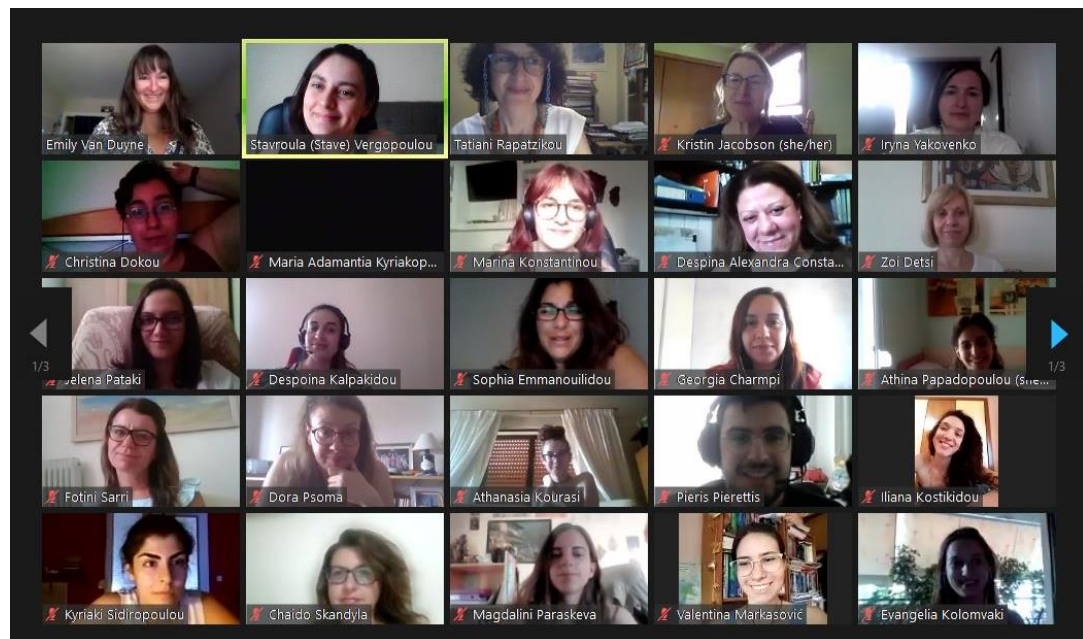 Emily Van Duyne
Stavroula (Stave) Vergopoulou
Tatiani Rapatzikou
Kristin Jacobson (she/her)
Iryna Yakovenko
Christina Dokou
Maria Adamantia Kyriakop...
Marina Konstantinou
Despina Alexandra Consta...
Zoi Detsi
1/3
Jelena Pataki
Despoina Kalpakidou
Sophia Emmanouilidou
Georgia Charmpi
Athina Papadopoulou (she...
1/3
Fotini Sarri
Dora Psoma
Athanasia Kourasi
Pieris Pierettis
Iliana Kostikidou
Kyriaki Sidiropoulou
Chaido Skandyla
Magdalini Paraskeva
Valentina Markasović
Evangelia Kolomvaki